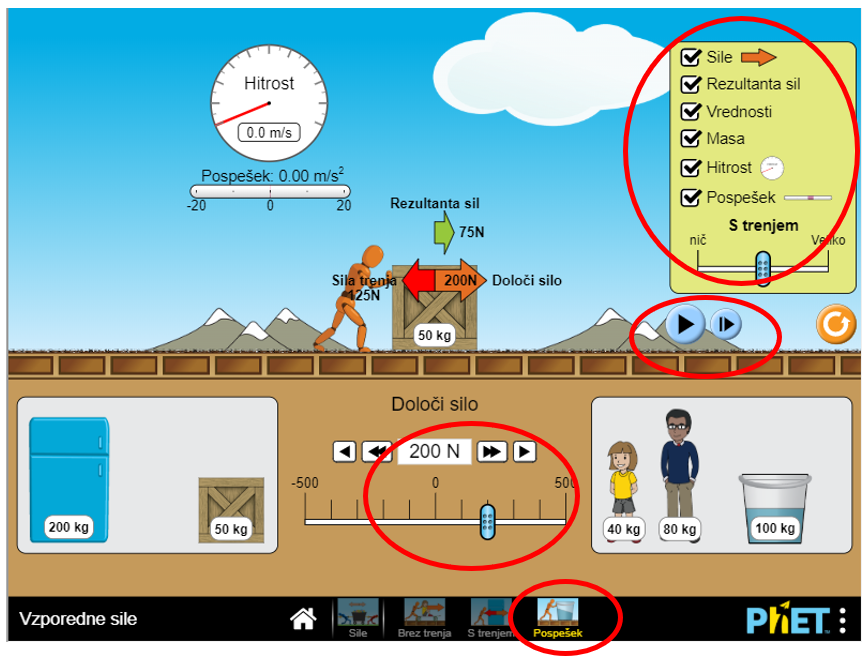 Hitrost
0.0 m/s
Pospešek: 0.00 m/s²
-20 0 20
Sile
Rezultanta sil
Vrednosti
Masa
Hitrost
Pospešek
S trenjem
nič Veliko
Rezultanta sil
75N
Sila trenja
125N
200N
Določi silo
50 kg
Določi silo
200 N
-500 0 500
200 kg
50 kg
40 kg
80 kg
100 kg
Vzporedne sile
Sile
Brez trenja
S trenjem
Pospešek
PhET